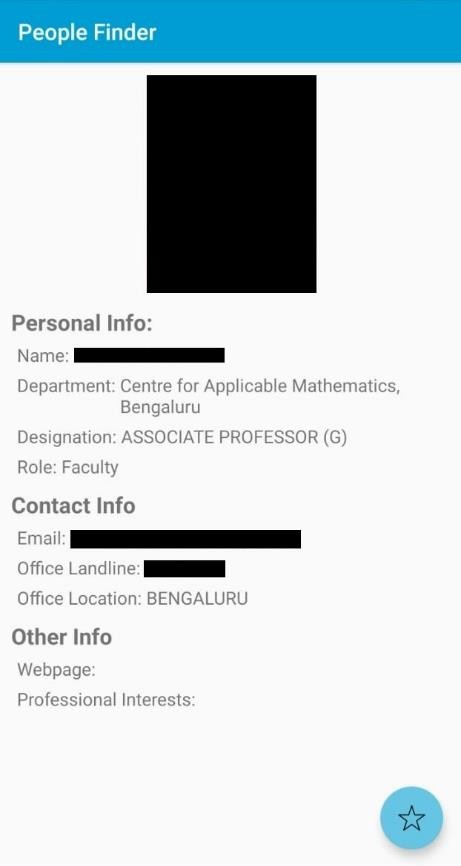 People Finder
Personal Info:
Name:
Department: Centre for Applicable Mathematics,
Bengaluru
Designation: ASSOCIATE PROFESSOR (G)
Role: Faculty
Contact Info
Email:
Office Landline:
Office Location: BENGALURU
Other Info
Webpage:
Professional Interests: